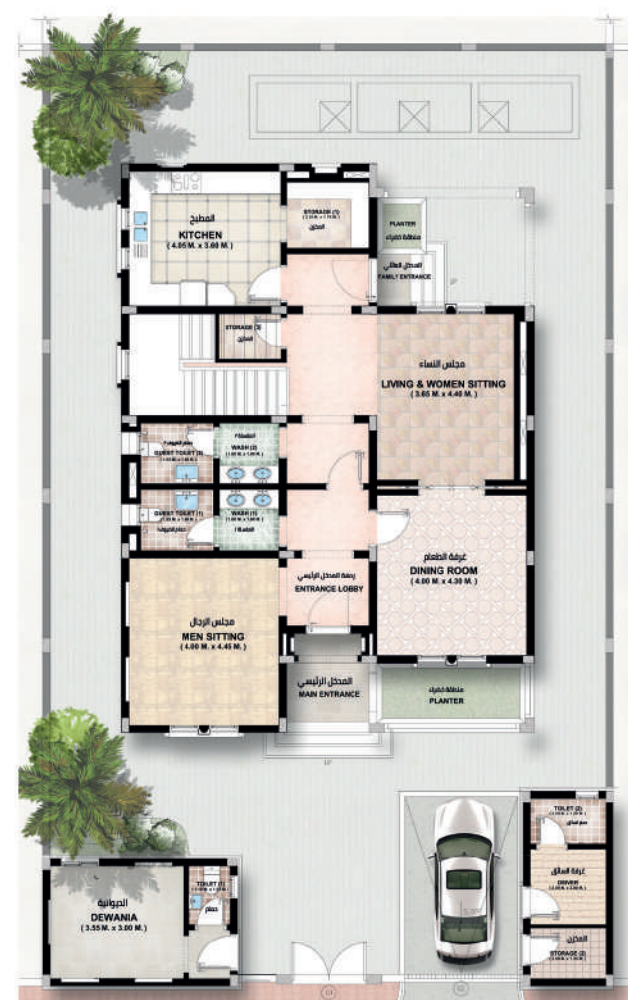 المطبخ
KITCHEN
( 4.05 M. x 3.60 M. )
STORAGE (1)
المخزن
PLANTER
منطقة خضراء
المدخل العائلي
FAMILY ENTRANCE
STORAGE (3)
المخزن
مجلس النساء
LIVING & WOMEN SITTING
( 3.65 M. x 4.40 M. )
GUEST TOILET (2)
المغسلة٢
WASH (2)
GUEST TOILET (1)
WASH (1)
المغسلة١
غرفة الطعام
DINING ROOM
( 4.00 M. x 4.30 M. )
ردهة المدخل الرئيسي
ENTRANCE LOBBY
مجلس الرجال
MEN SITTING
( 4.00 M. x 4.45 M. )
المدخل الرئيسي
MAIN ENTRANCE
منطقة خضراء
PLANTER
TOILET (2)
غرفة السائق
DRIVER
المخزن
STORAGE (2)
TOILET (1)
حمام
الديوانية
DEWANIA
( 3.55 M. x 3.00 M. )